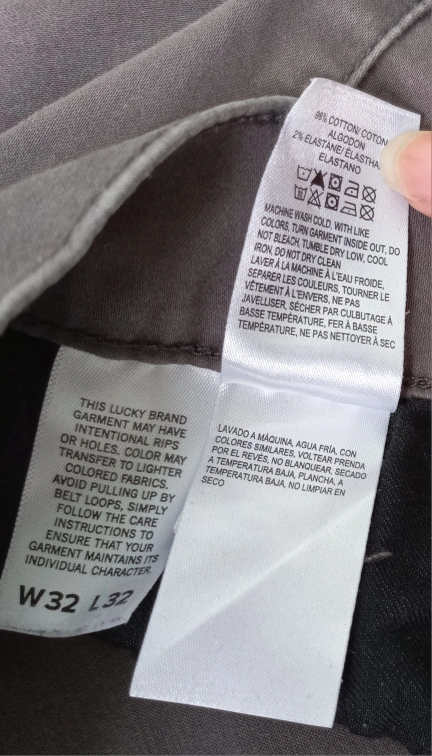 98% COTTON/ COTON
ALGODON
2% ELASTANE/ ÉLASTHA
ELASTANO
MACHINE WASH COLD, WITH LIKE
COLORS, TURN GARMENT INSIDE OUT, DO
NOT BLEACH, TUMBLE DRY LOW, COOL
IRON, DO NOT DRY CLEAN
LAVER À LA MACHINE À L'EAU FROIDE,
SEPARER LES COULEURS, TOURNER LE
VÉTEMENT À L'ENVERS, NE PAS
JAVELLISER, SÉCHER PAR CULBUTAGE À
BASSE TEMPÉRATURE, FER À BASSE
TEMPÉRATURE, NE PAS NETTOYER À SEC
LAVADO A MÁQUINA, AGUA FRÍA, CON
COLORES SIMILARES, VOLTEAR PRENDA
POR EL REVÉS, NO BLANQUEAR, SECADO
A TEMPERATURA BAJA, PLANCHA, A
TEMPERATURA BAJA, NO LIMPIAR EN
SECO
THIS LUCKY BRAND
GARMENT MAY HAVE
INTENTIONAL RIPS
OR HOLES. COLOR MAY
TRANSFER TO LIGHTER
COLORED FABRICS.
AVOID PULLING UP BY
BELT LOOPS, SIMPLY
FOLLOW THE CARE
INSTRUCTIONS TO
ENSURE THAT YOUR
GARMENT MAINTAINS ITS
INDIVIDUAL CHARACTER.
W32 L32